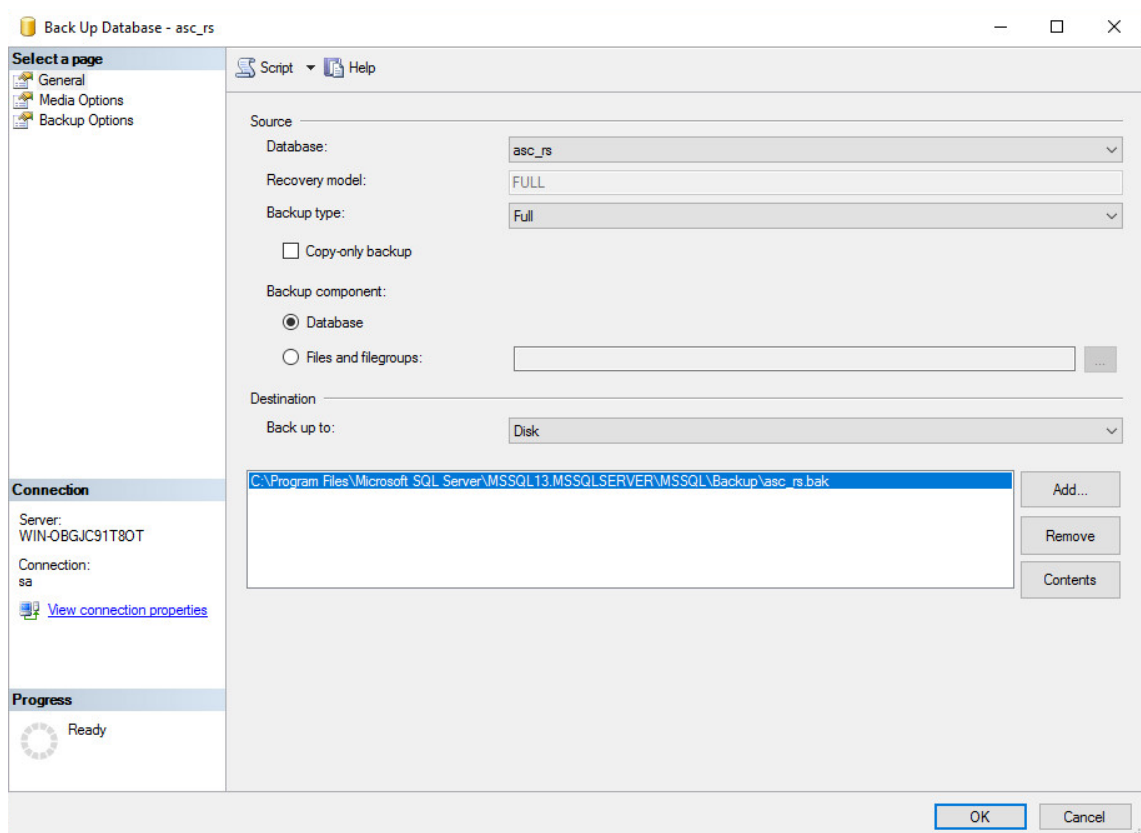 Back Up Database - asc_rs
Select a page
General
Media Options
Backup Options
Script
Help
Source
Database:
asc_rs
Recovery model:
FULL
Backup type:
Full
Copy-only backup
Backup component:
Database
Files and filegroups:
...
Destination
Back up to:
Disk
C:\Program Files\Microsoft SQL Server\MSSQL13.MSSQLSERVER\MSSQL\Backup\asc_rs.bak
Add...
Remove
Contents
Connection
Server:
WIN-OBGJC91T8OT
Connection:
sa
View connection properties
Progress
Ready
OK
Cancel